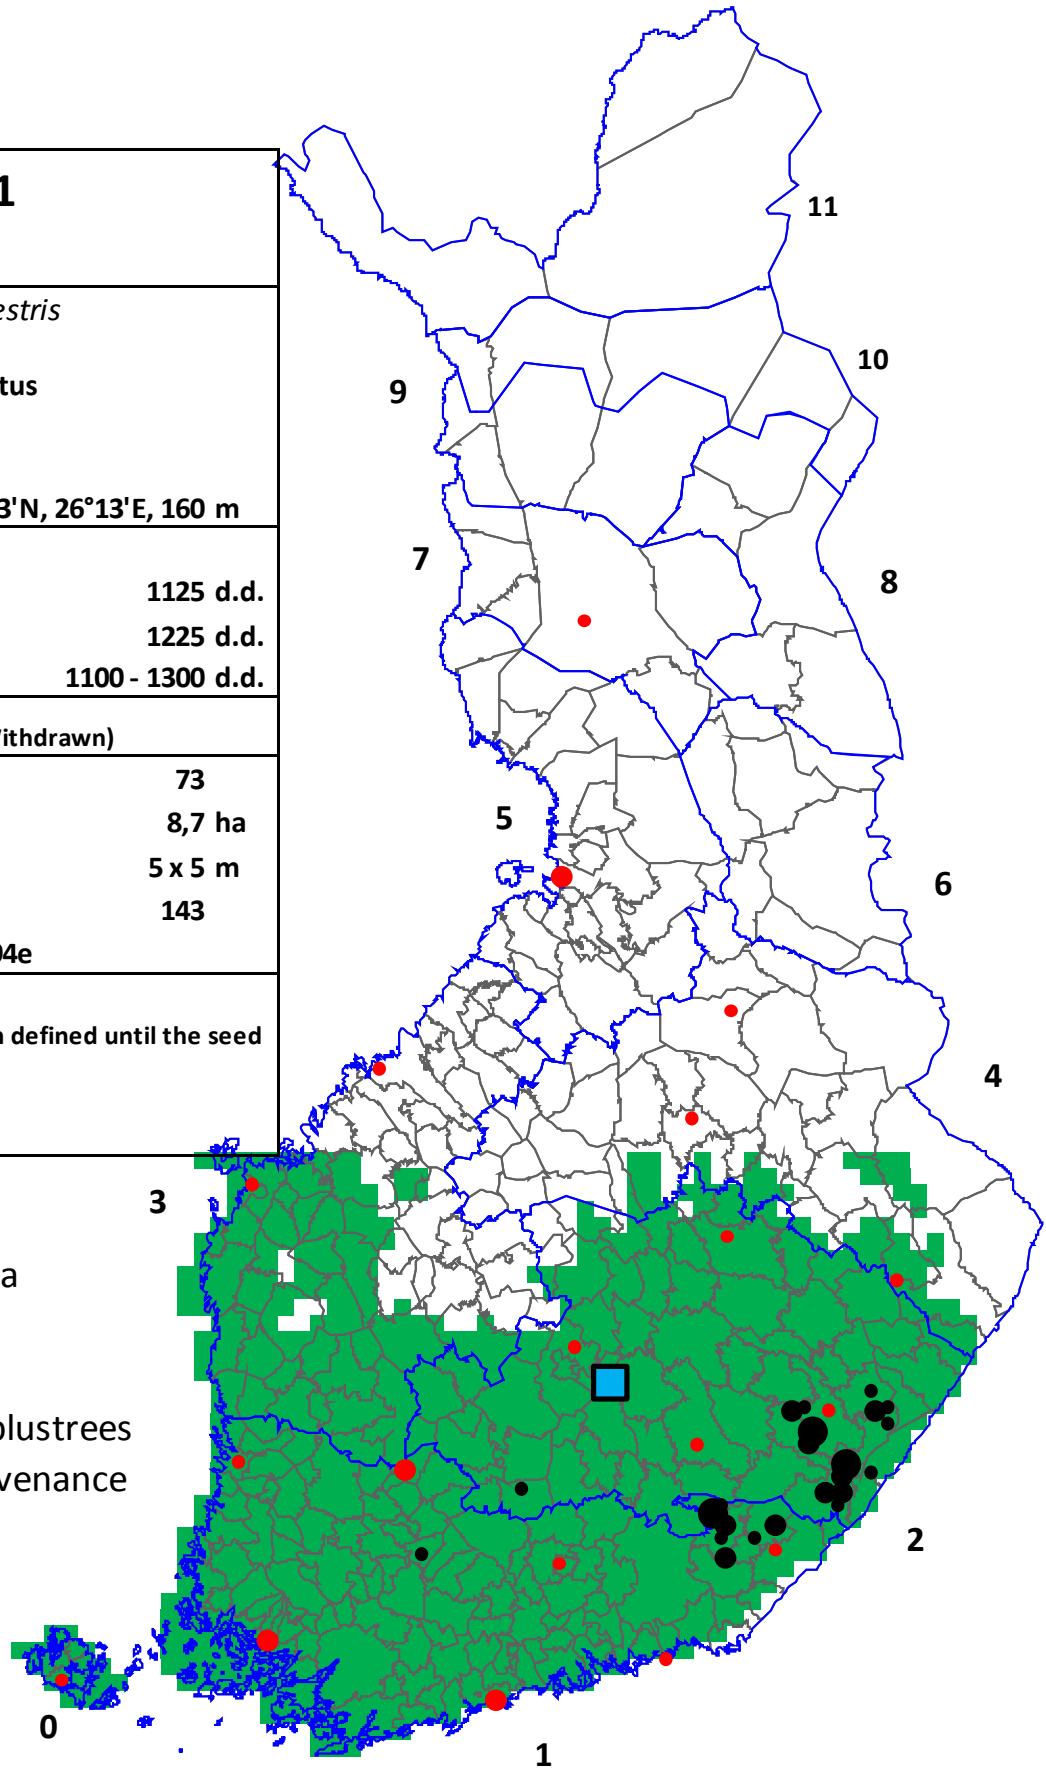 1
estris
tus
3'N, 26°13'E, 160 m
1125 d.d.
1225 d.d.
1100 - 1300 d.d.
ithdrawn)
73
8,7 ha
5 x 5 m
143
04e
n defined until the seed
a
plustrees
venance
11
10
9
8
7
6
5
4
3
2
1
0